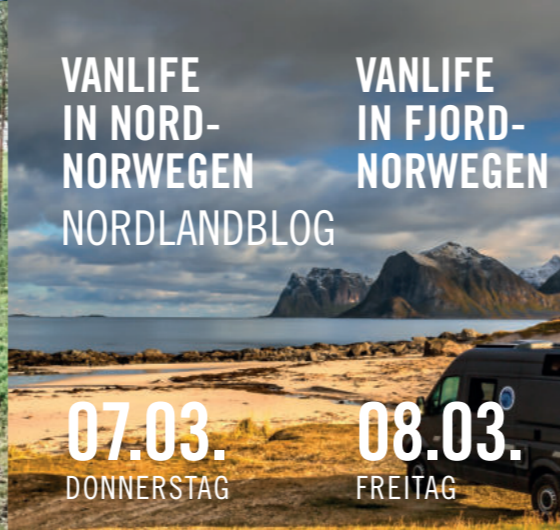 VANLIFE
IN NORD-
NORWEGEN
NORDLANDBLOG
07.03.
DONNERSTAG
VANLIFE
IN FJORD-
NORWEGEN
08.03.
FREITAG